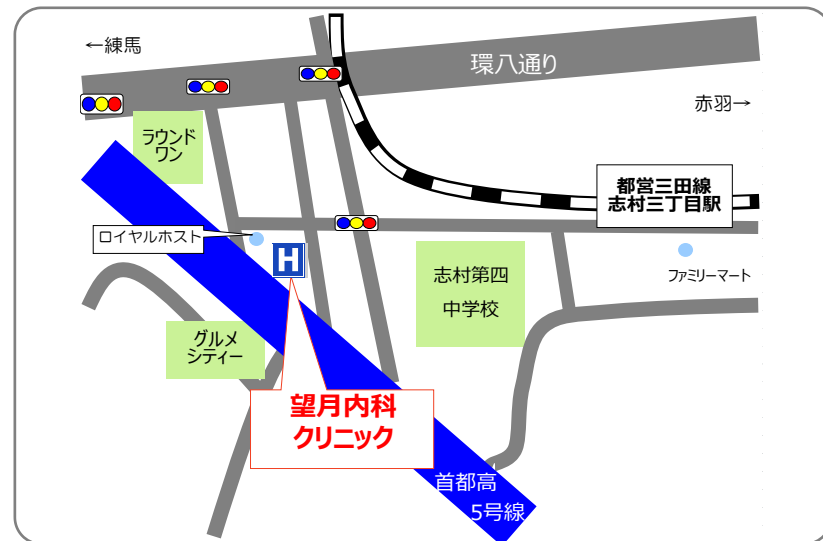 ←練馬
環八通り
赤羽→
ラウンド
ワン
都営三田線
志村三丁目駅
ロイヤルホスト
H
志村第四
中学校
ファミリーマート
グルメ
シティー
望月内科
クリニック
首都高
5号線